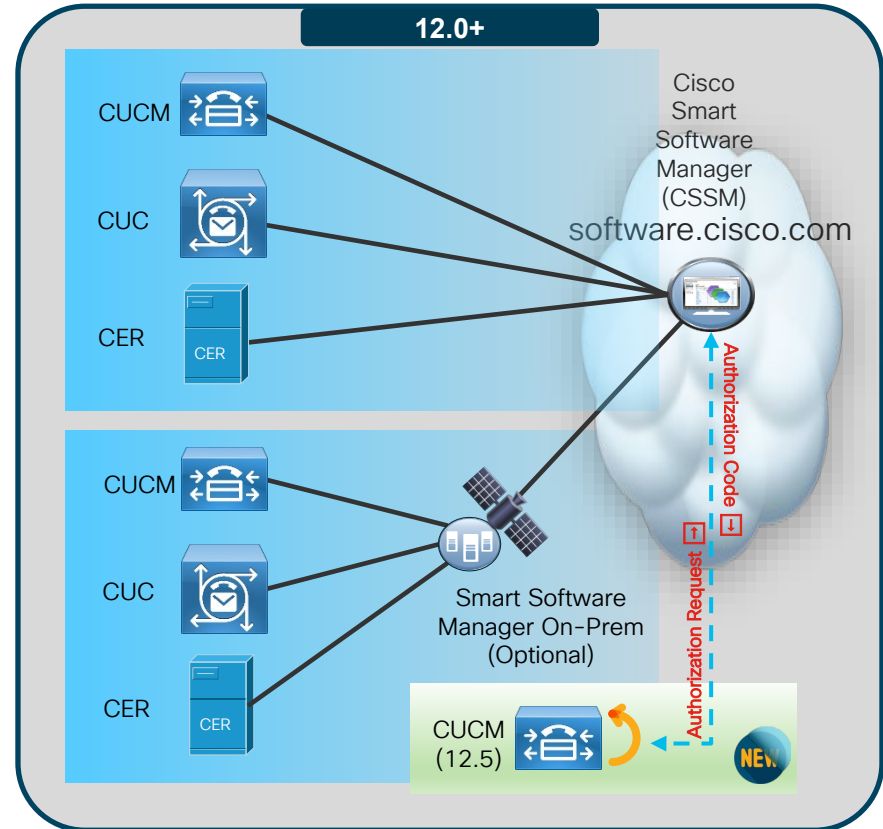 12.0+
CUCM
CUC
CER
CER
Cisco
Smart
Software
Manager
(CSSM)
software.cisco.com
Authorization Code ↓
Authorization Request ↑
CUCM
CUC
CER
CER
Smart Software
Manager On-Prem
(Optional)
CUCM
(12.5)
NEW